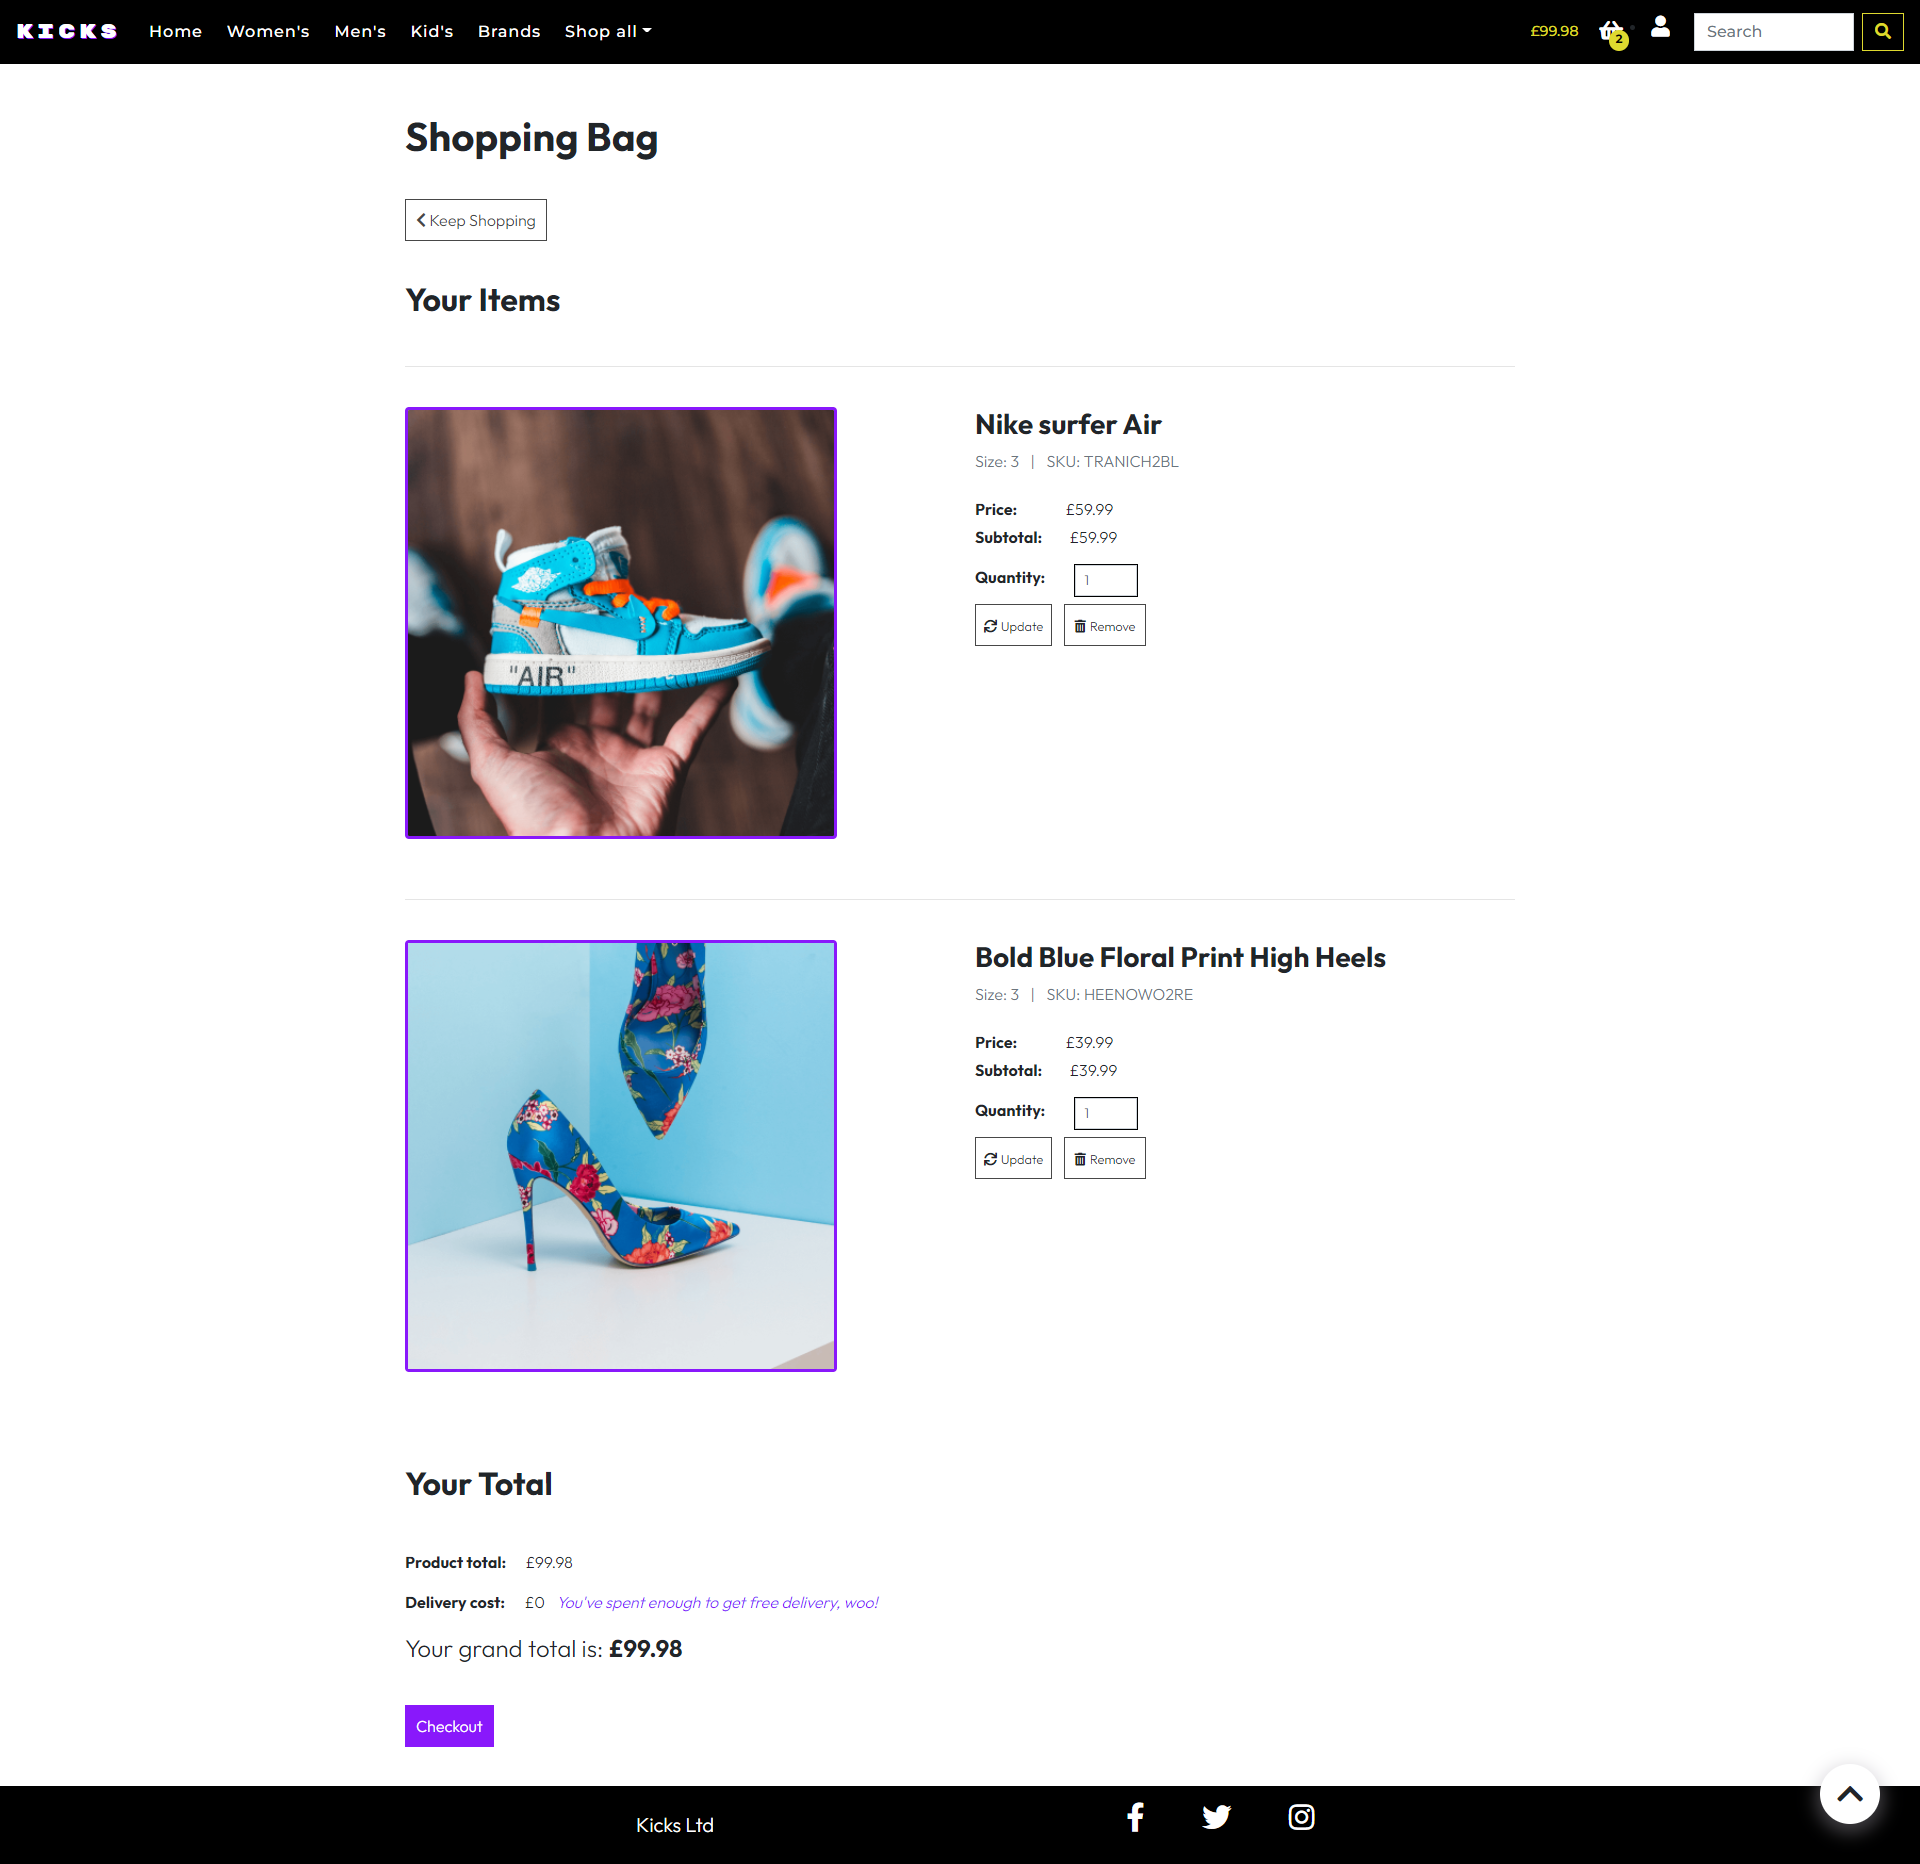 KICKS Home Women's Men's Kid's Brands Shop all £99.98 2 Search
Shopping Bag
Keep Shopping
Your Items
Nike surfer Air
Size: 3 | SKU: TRANICH2BL
Price: £59.99
Subtotal: £59.99
Quantity: 1
Update Remove
"AIR"
Bold Blue Floral Print High Heels
Size: 3 | SKU: HEENOWO2RE
Price: £39.99
Subtotal: £39.99
Quantity: 1
Update Remove
Your Total
Product total: £99.98
Delivery cost: £0 You've spent enough to get free delivery, woo!
Your grand total is: £99.98
Checkout
Kicks Ltd